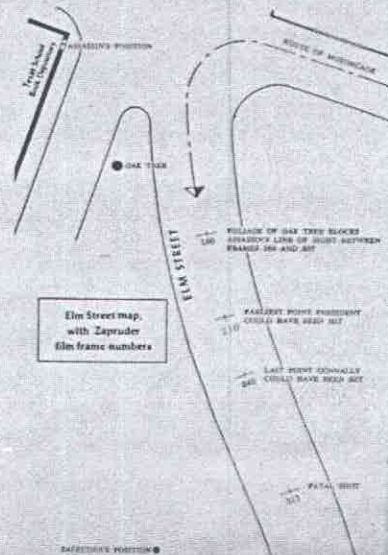 ASSASSIN'S POSITION
Texas School
Book Depository
ROUTE OF MOTORCADE
OAK TREE
ELM STREET
FOLIAGE OF OAK TREE BLOCKS
ASSASSIN'S LINE OF SIGHT BETWEEN
FRAMES 166 AND 207
Elm Street map,
with Zapruder
film frame numbers
EARLIEST POINT PRESIDENT
COULD HAVE BEEN HIT
210
LAST POINT CONNALLY
COULD HAVE BEEN HIT
240
FATAL SHOT
313
ZAPRUDER'S POSITION